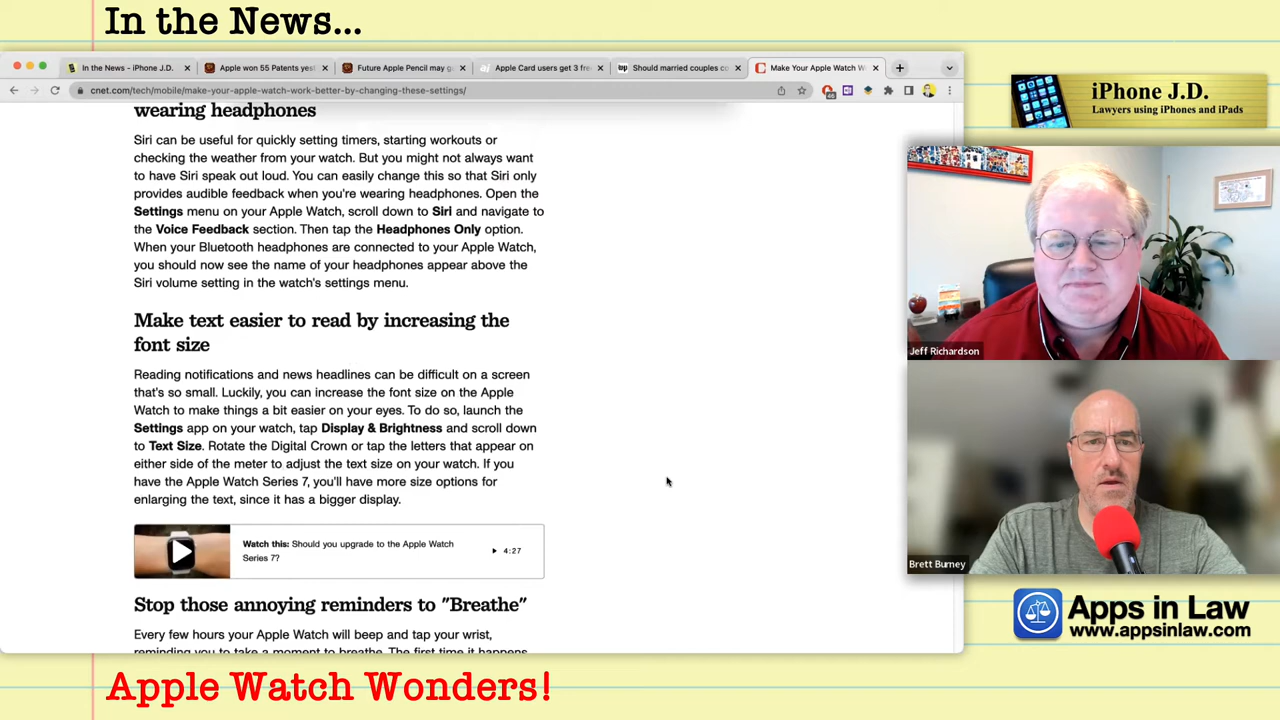 In the News...
In the News - iPhone J.D.
Apple won 55 Patents yest
Future Apple Pencil may g
Apple Card users get 3 fre
Should married couples co
Make Your Apple Watch W
cnet.com/tech/mobile/make-your-apple-watch-work-better-by-changing-these-settings/
iPhone J.D.
Lawyers using iPhones and iPads
wearing headphones
Siri can be useful for quickly setting timers, starting workouts or
checking the weather from your watch. But you might not always want
to have Siri speak out loud. You can easily change this so that Siri only
provides audible feedback when you're wearing headphones. Open the
Settings menu on your Apple Watch, scroll down to Siri and navigate to
the Voice Feedback section. Then tap the Headphones Only option.
When your Bluetooth headphones are connected to your Apple Watch,
you should now see the name of your headphones appear above the
Siri volume setting in the watch's settings menu.
Make text easier to read by increasing the
font size
Reading notifications and news headlines can be difficult on a screen
that's so small. Luckily, you can increase the font size on the Apple
Watch to make things a bit easier on your eyes. To do so, launch the
Settings app on your watch, tap Display & Brightness and scroll down
to Text Size. Rotate the Digital Crown or tap the letters that appear on
either side of the meter to adjust the text size on your watch. If you
have the Apple Watch Series 7, you'll have more size options for
enlarging the text, since it has a bigger display.
Watch this: Should you upgrade to the Apple Watch
Series 7?
4:27
Stop those annoying reminders to "Breathe"
Every few hours your Apple Watch will beep and tap your wrist,
reminding you to take a moment to breathe. The first time it happens
Jeff Richardson
Brett Burney
Apps in Law
www.appsinlaw.com
Apple Watch Wonders!